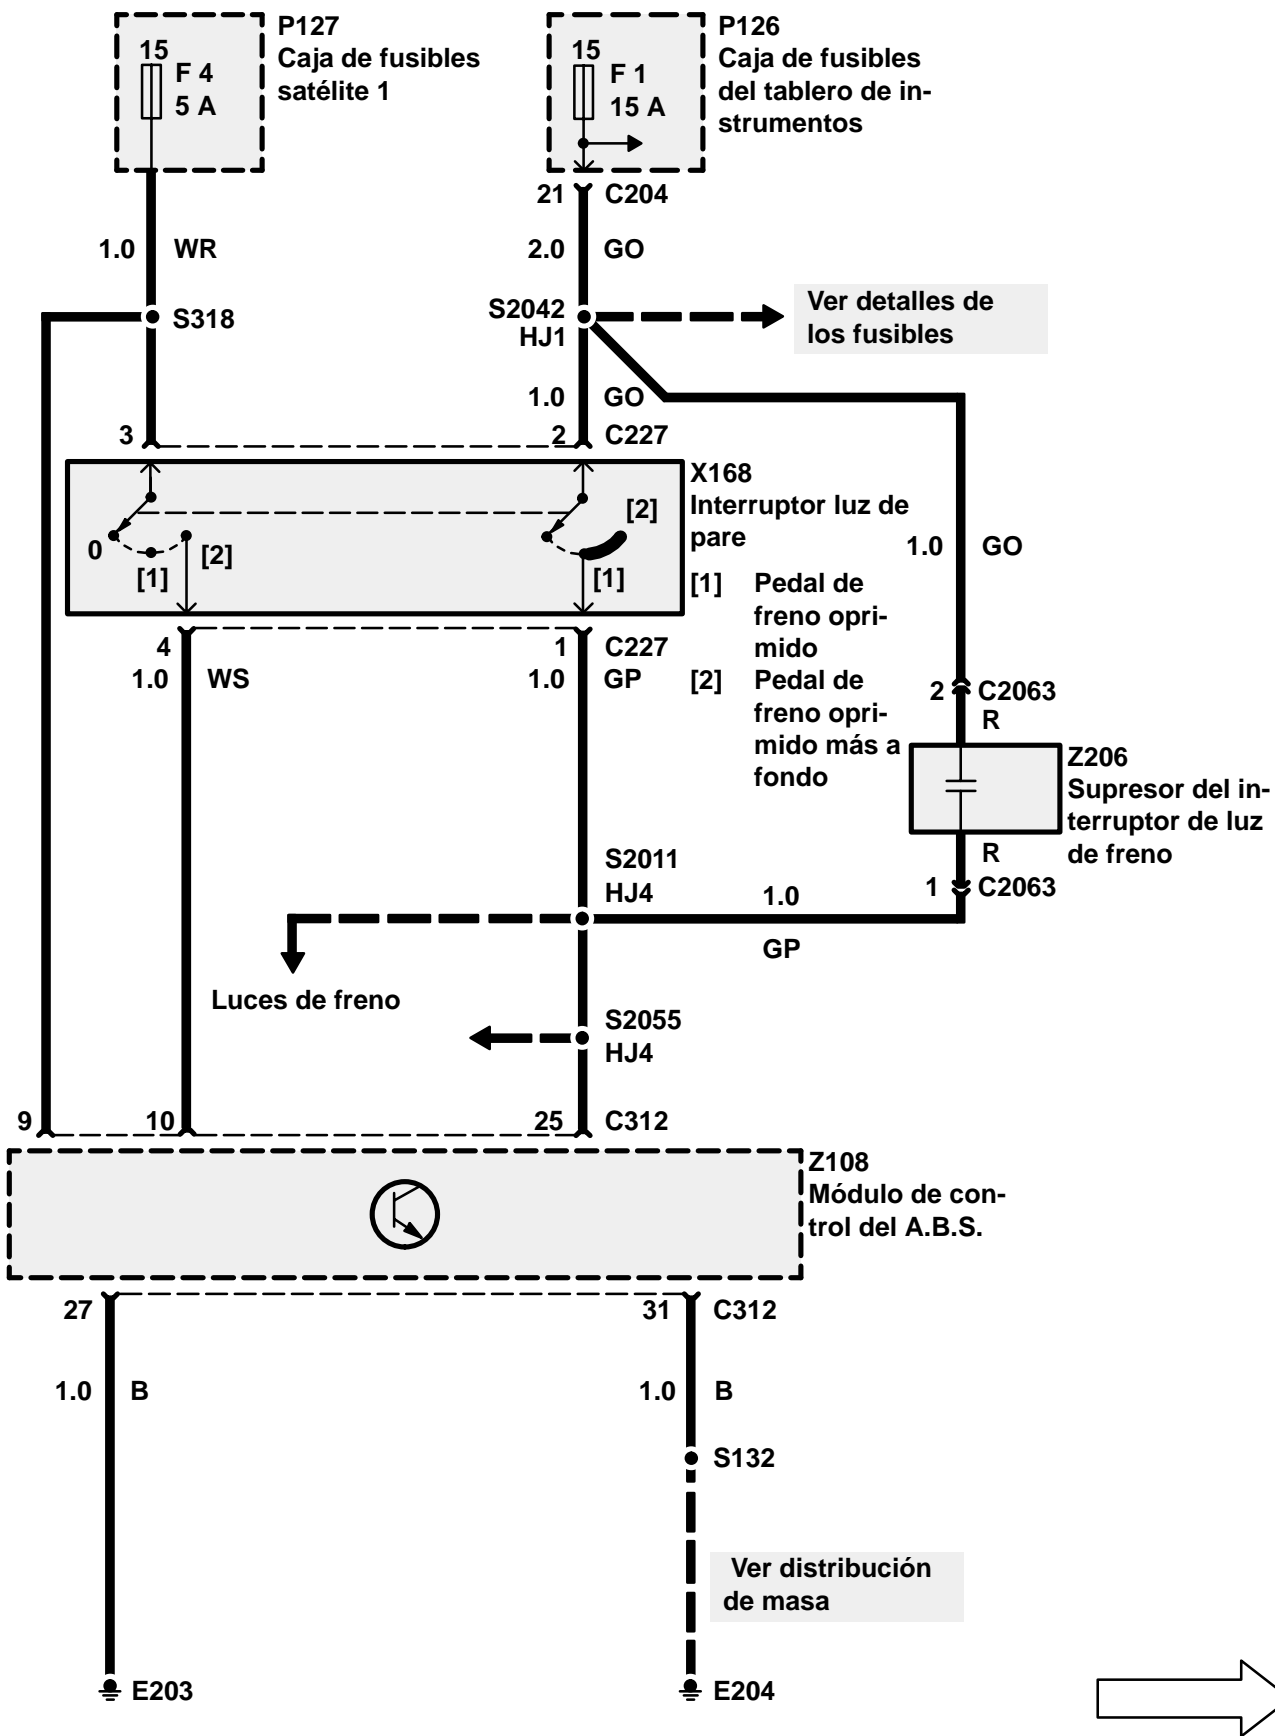 P127
Caja de fusibles
satélite 1
15
F 4
5 A
P126
Caja de fusibles
del tablero de in-
strumentos
15
F 1
15 A
21 C204
1.0 WR
2.0 GO
S318
S2042
HJ1
Ver detalles de
los fusibles
1.0 GO
3
2 C227
X168
Interruptor luz de
pare
0
[1]
[2]
[2]
[1]
1.0 GO
[1] Pedal de
freno opri-
mido
[2] Pedal de
freno opri-
mido más a
fondo
4
1.0 WS
1 C227
1.0 GP
2 C2063
R
Z206
Supresor del in-
terruptor de luz
de freno
R
1 C2063
S2011
HJ4
1.0
GP
Luces de freno
S2055
HJ4
9
10
25 C312
Z108
Módulo de con-
trol del A.B.S.
27
31 C312
1.0 B
1.0 B
S132
Ver distribución
de masa
E203
E204